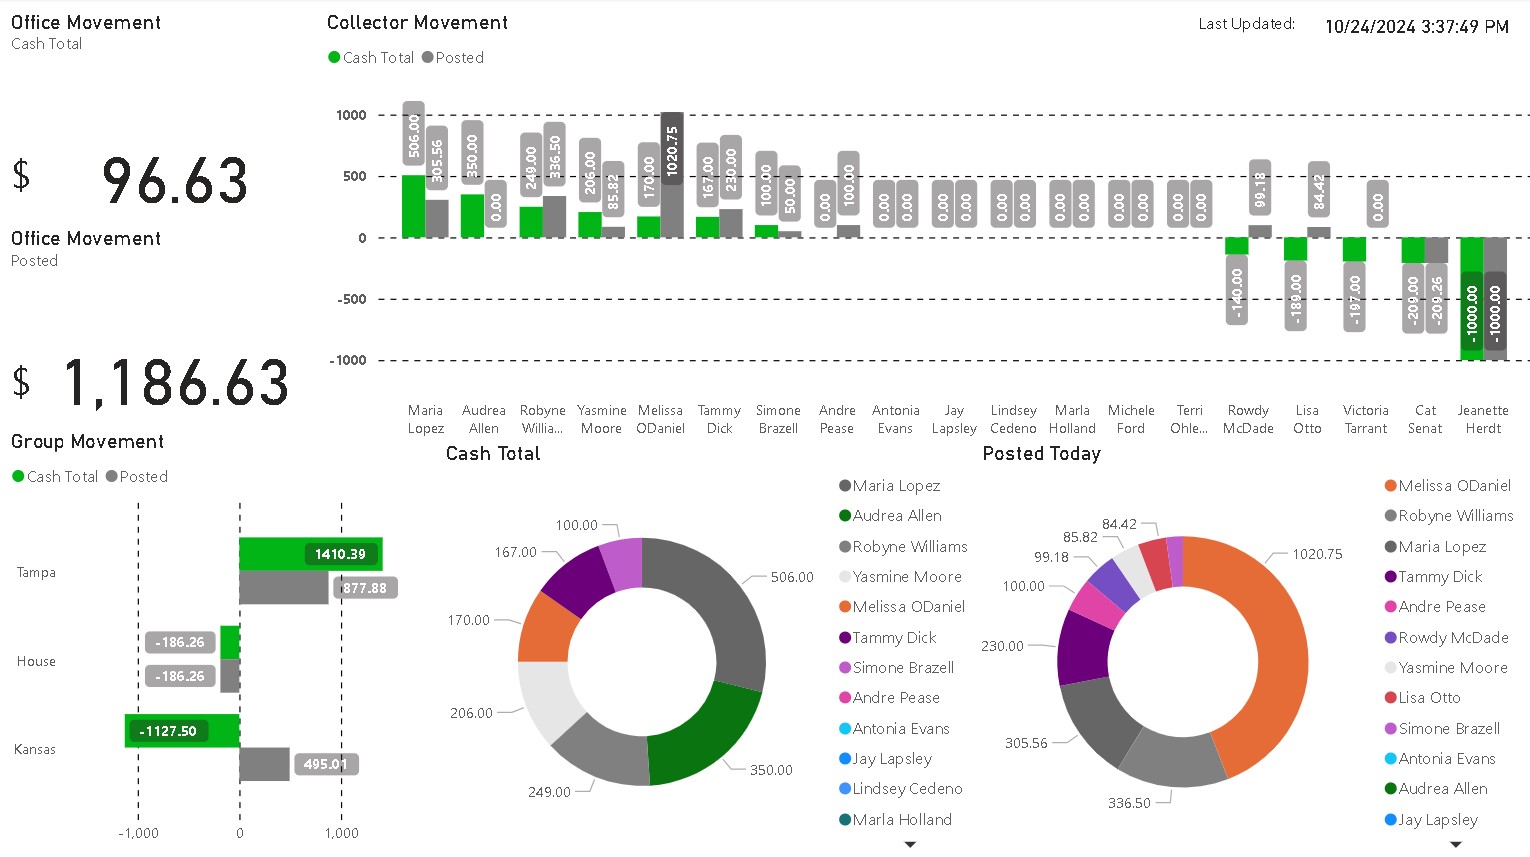 Office Movement
Cash Total
$ 96.63
Office Movement
Posted
$ 1,186.63
Collector Movement
Cash Total Posted
Last Updated: 10/24/2024 3:37:49 PM
1000
500
0
-500
-1000
506.00
305.56
350.00
0.00
249.00
336.50
206.00
85.82
170.00
1020.75
167.00
230.00
100.00
50.00
0.00
100.00
0.00
0.00
0.00
0.00
0.00
0.00
0.00
0.00
0.00
0.00
0.00
0.00
-140.00
99.18
-189.00
84.42
-197.00
0.00
-209.00
-209.26
-1000.00
-1000.00
Maria
Lopez
Audrea
Allen
Robyne
Willia...
Yasmine
Moore
Melissa
ODaniel
Tammy
Dick
Simone
Brazell
Andre
Pease
Antonia
Evans
Jay
Lapsley
Lindsey
Cedeno
Marla
Holland
Michele
Ford
Terri
Ohle...
Rowdy
McDade
Lisa
Otto
Victoria
Tarrant
Cat
Senat
Jeanette
Herdt
Group Movement
Cash Total Posted
Tampa
1410.39
877.88
House
-186.26
-186.26
Kansas
-1127.50
495.01
-1,000
0
1,000
Cash Total
100.00
167.00
170.00
206.00
249.00
350.00
506.00
Maria Lopez
Audrea Allen
Robyne Williams
Yasmine Moore
Melissa ODaniel
Tammy Dick
Simone Brazell
Andre Pease
Antonia Evans
Jay Lapsley
Lindsey Cedeno
Marla Holland
Posted Today
84.42
85.82
99.18
100.00
230.00
305.56
336.50
1020.75
Melissa ODaniel
Robyne Williams
Maria Lopez
Tammy Dick
Andre Pease
Rowdy McDade
Yasmine Moore
Lisa Otto
Simone Brazell
Antonia Evans
Audrea Allen
Jay Lapsley